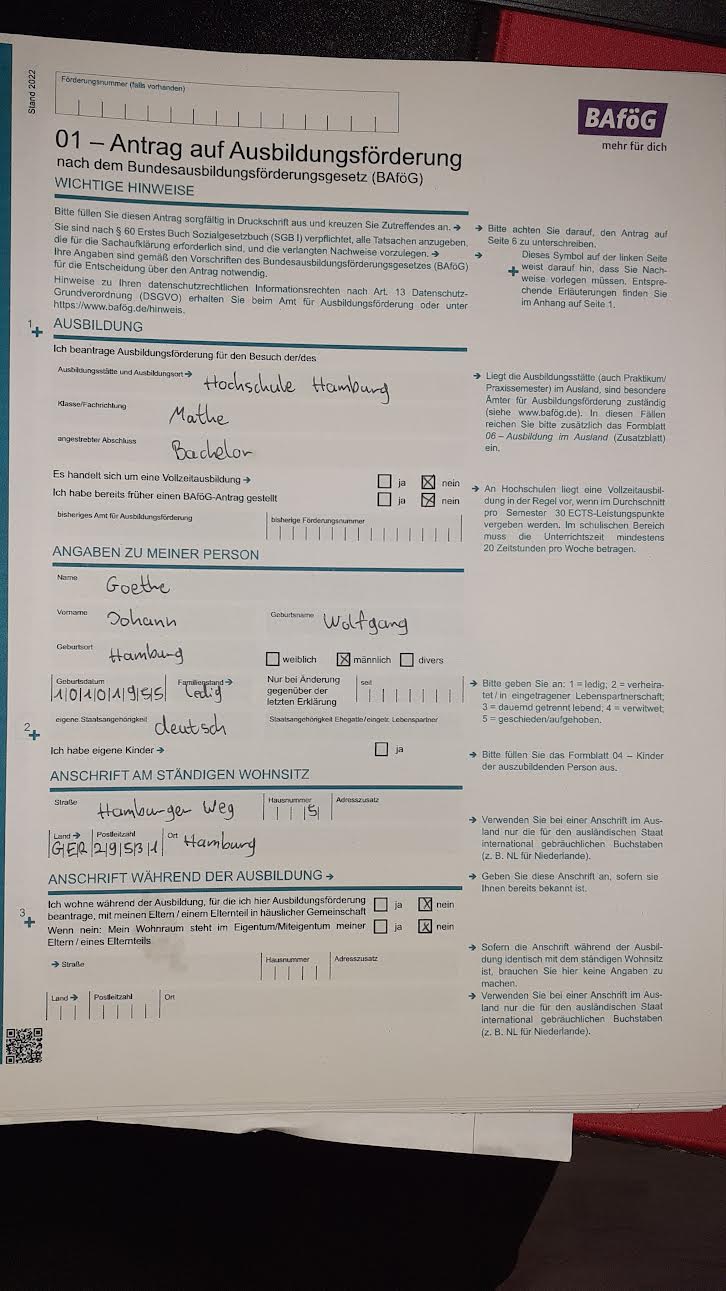 Stand 2022
Förderungsnummer (falls vorhanden)
BAföG
mehr für dich
01 – Antrag auf Ausbildungsförderung
nach dem Bundesausbildungsförderungsgesetz (BAföG)
WICHTIGE HINWEISE
Bitte füllen Sie diesen Antrag sorgfältig in Druckschrift aus und kreuzen Sie Zutreffendes an. →
Sie sind nach § 60 Erstes Buch Sozialgesetzbuch (SGB I) verpflichtet, alle Tatsachen anzugeben,
die für die Sachaufklärung erforderlich sind, und die verlangten Nachweise vorzulegen. →
Ihre Angaben sind gemäß den Vorschriften des Bundesausbildungsförderungsgesetzes (BAföG)
für die Entscheidung über den Antrag notwendig.
Hinweise zu Ihren datenschutzrechtlichen Informationsrechten nach Art. 13 Datenschutz-
Grundverordnung (DSGVO) erhalten Sie beim Amt für Ausbildungsförderung oder unter
https://www.bafög.de/hinweis.
→ Bitte achten Sie darauf, den Antrag auf
Seite 6 zu unterschreiben.
→ Dieses Symbol auf der linken Seite
+ weist darauf hin, dass Sie Nach-
weise vorlegen müssen. Entspre-
chende Erläuterungen finden Sie
im Anhang auf Seite 1.
1+ AUSBILDUNG
Ich beantrage Ausbildungsförderung für den Besuch der/des
Ausbildungsstätte und Ausbildungsort → Hochschule Hamburg
Klasse/Fachrichtung Mathe
angestrebter Abschluss Bachelor
→ Liegt die Ausbildungsstätte (auch Praktikum/
Praxissemester) im Ausland, sind besondere
Ämter für Ausbildungsförderung zuständig
(siehe www.bafög.de). In diesen Fällen
reichen Sie bitte zusätzlich das Formblatt
06 – Ausbildung im Ausland (Zusatzblatt)
ein.
Es handelt sich um eine Vollzeitausbildung → ja X nein
Ich habe bereits früher einen BAföG-Antrag gestellt ja X nein
bisheriges Amt für Ausbildungsförderung bisherige Förderungsnummer
→ An Hochschulen liegt eine Vollzeitausbil-
dung in der Regel vor, wenn im Durchschnitt
pro Semester 30 ECTS-Leistungspunkte
vergeben werden. Im schulischen Bereich
muss die Unterrichtszeit mindestens
20 Zeitstunden pro Woche betragen.
ANGABEN ZU MEINER PERSON
Name Goethe
Vorname Johann Geburtsname Wolfgang
Geburtsort Hamburg weiblich X männlich divers
Geburtsdatum 10101955 Familienstand → ledig Nur bei Änderung gegenüber der letzten Erklärung seit
eigene Staatsangehörigkeit deutsch Staatsangehörigkeit Ehegatte/eingetr. Lebenspartner
→ Bitte geben Sie an: 1 = ledig; 2 = verheira-
tet / in eingetragener Lebenspartnerschaft;
3 = dauernd getrennt lebend; 4 = verwitwet;
5 = geschieden/aufgehoben.
2+
Ich habe eigene Kinder → ja
→ Bitte füllen Sie das Formblatt 04 – Kinder
der auszubildenden Person aus.
ANSCHRIFT AM STÄNDIGEN WOHNSITZ
Straße Hamburger Weg Hausnummer 5 Adresszusatz
Land → GER Postleitzahl 29531 Ort Hamburg
→ Verwenden Sie bei einer Anschrift im Aus-
land nur die für den ausländischen Staat
international gebräuchlichen Buchstaben
(z. B. NL für Niederlande).
ANSCHRIFT WÄHREND DER AUSBILDUNG →
→ Geben Sie diese Anschrift an, sofern sie
Ihnen bereits bekannt ist.
3+
Ich wohne während der Ausbildung, für die ich hier Ausbildungsförderung ja X nein
beantrage, mit meinen Eltern / einem Elternteil in häuslicher Gemeinschaft
Wenn nein: Mein Wohnraum steht im Eigentum/Miteigentum meiner ja X nein
Eltern / eines Elternteils
→ Straße Hausnummer Adresszusatz
Land → Postleitzahl Ort
→ Sofern die Anschrift während der Ausbil-
dung identisch mit dem ständigen Wohnsitz
ist, brauchen Sie hier keine Angaben zu
machen.
→ Verwenden Sie bei einer Anschrift im Aus-
land nur die für den ausländischen Staat
international gebräuchlichen Buchstaben
(z. B. NL für Niederlande).